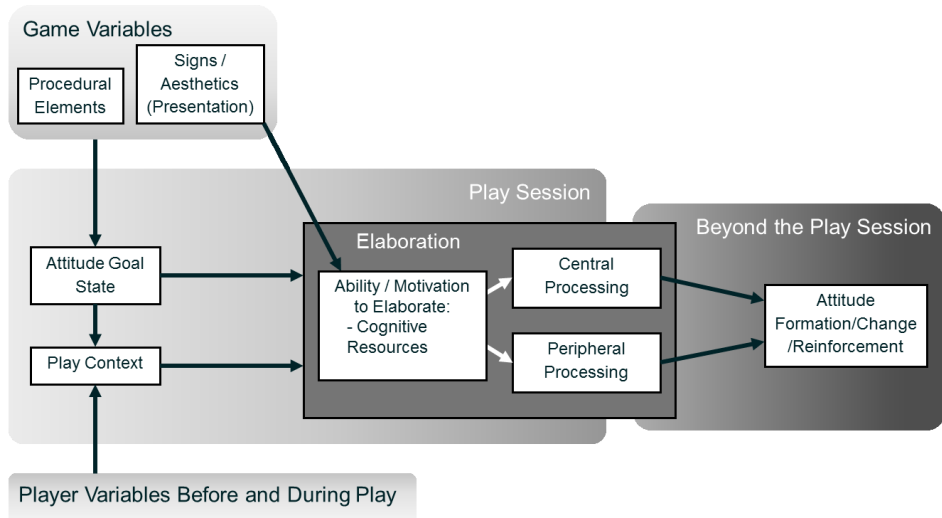 Game Variables
Procedural
Elements
Signs /
Aesthetics
(Presentation)
Play Session
Beyond the Play Session
Elaboration
Attitude Goal
State
Ability / Motivation
to Elaborate:
- Cognitive
Resources
Central
Processing
Attitude
Formation/Change
/Reinforcement
Play Context
Peripheral
Processing
Player Variables Before and During Play